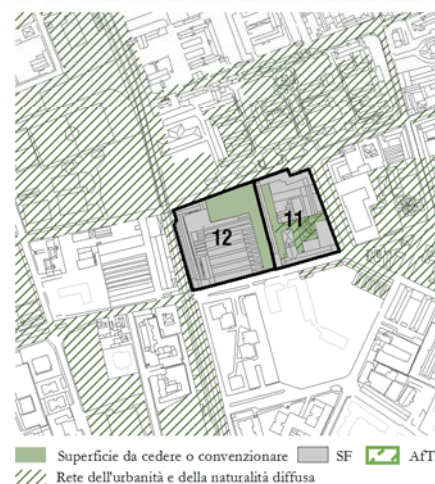 12
11
Superficie da cedere o convenzionare SF AfT
Rete dell'urbanità e della naturalità diffusa